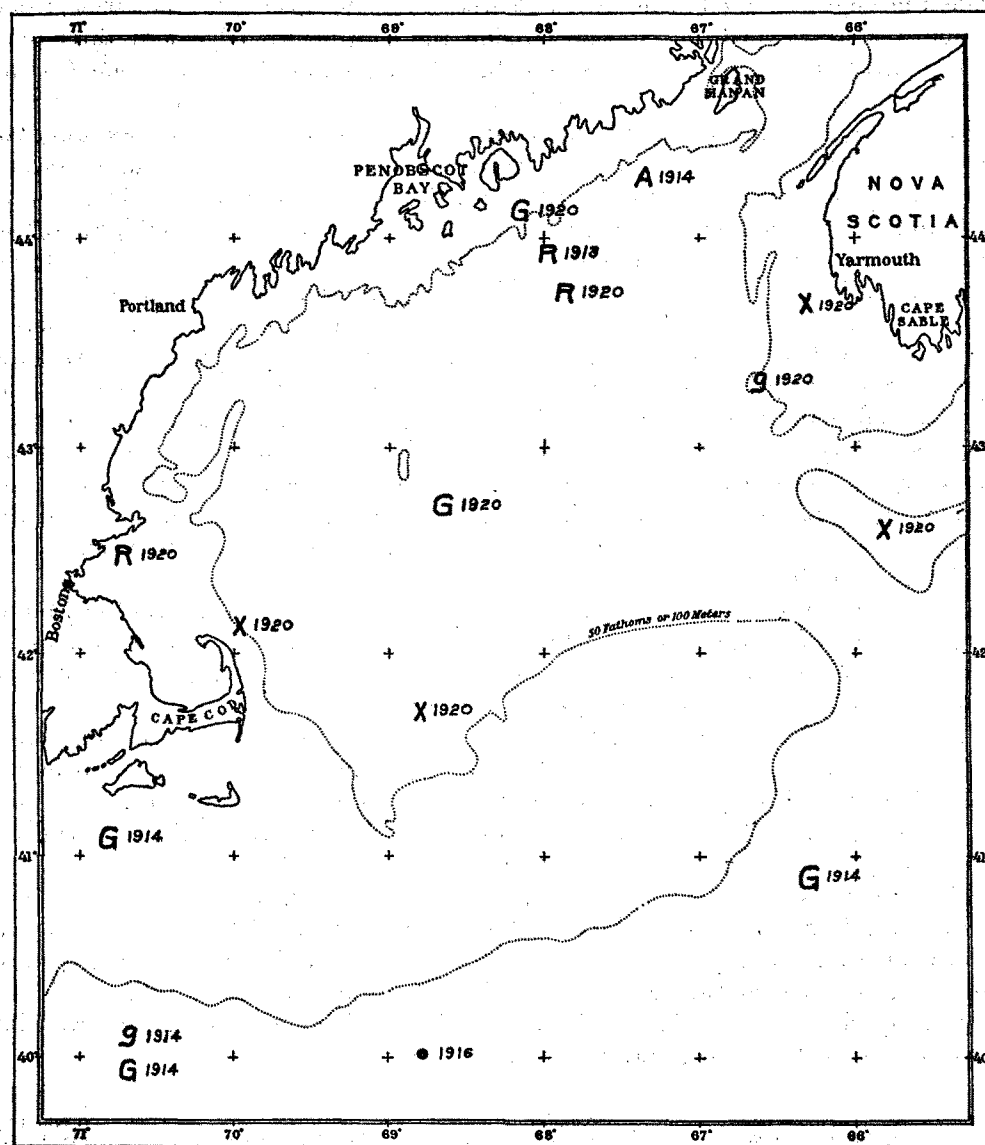 71° 70° 69° 68° 67° 66°
GRAND
MANAN
PENOBSCOT
BAY
A 1914
NOVA
SCOTIA
G 1920
44° 44
R 1913
Yarmouth
R 1920
Portland
X 1920
CAPE
SABLE
g 1920
43° 43
G 1920
X 1920
R 1920
Boston
X 1920
50 Fathoms or 100 Meters
42° 42
X 1920
CAPE COD
G 1914
41° 41
G 1914
g 1914
40° 1916 40
G 1914
71° 70° 69° 68° 67° 66°